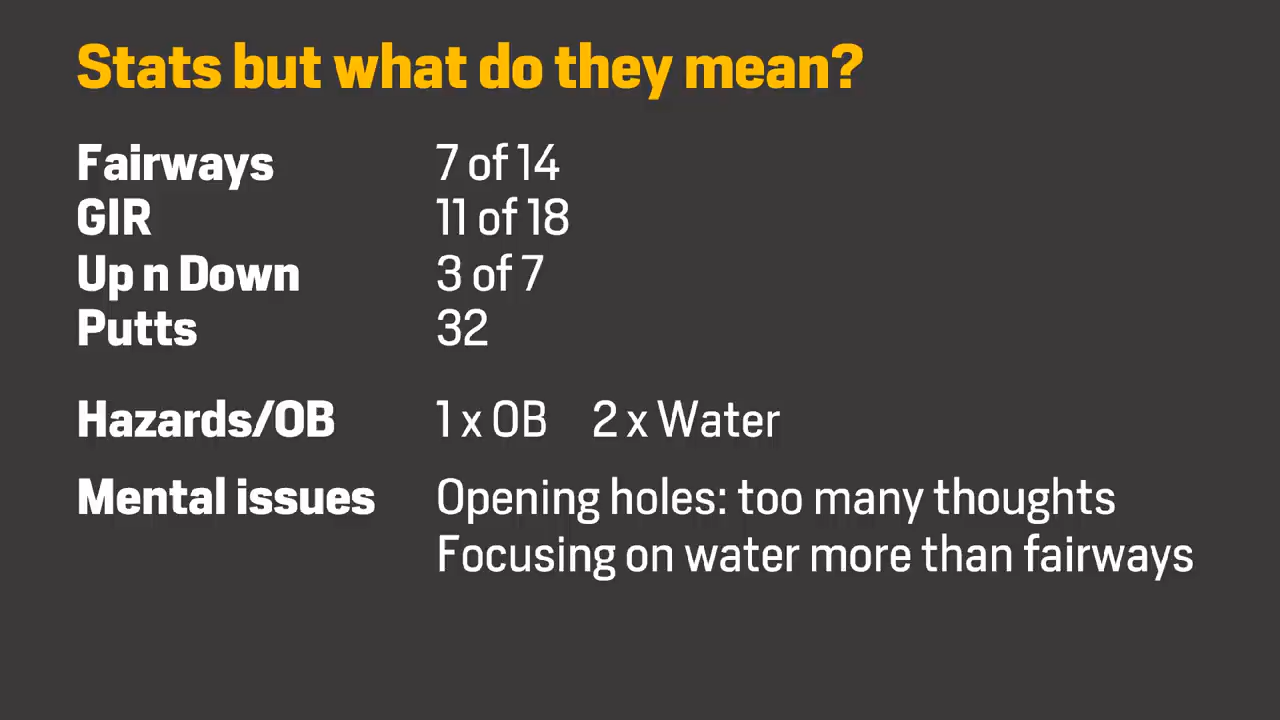 Stats but what do they mean?
Fairways 7 of 14
GIR 11 of 18
Up n Down 3 of 7
Putts 32
Hazards/OB 1 x OB 2 x Water
Mental issues Opening holes: too many thoughts
Focusing on water more than fairways